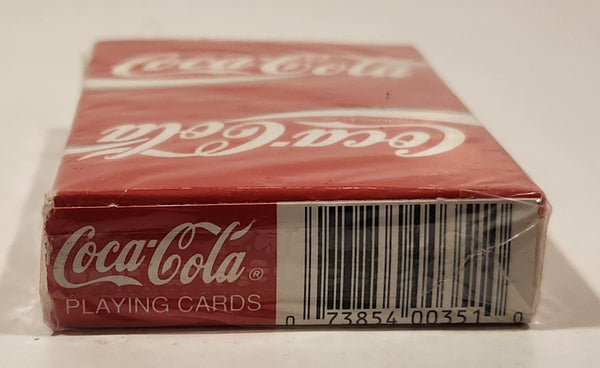 Coca-Cola
Coca-Cola
Coca-Cola®
PLAYING CARDS
0 73854 00351 0